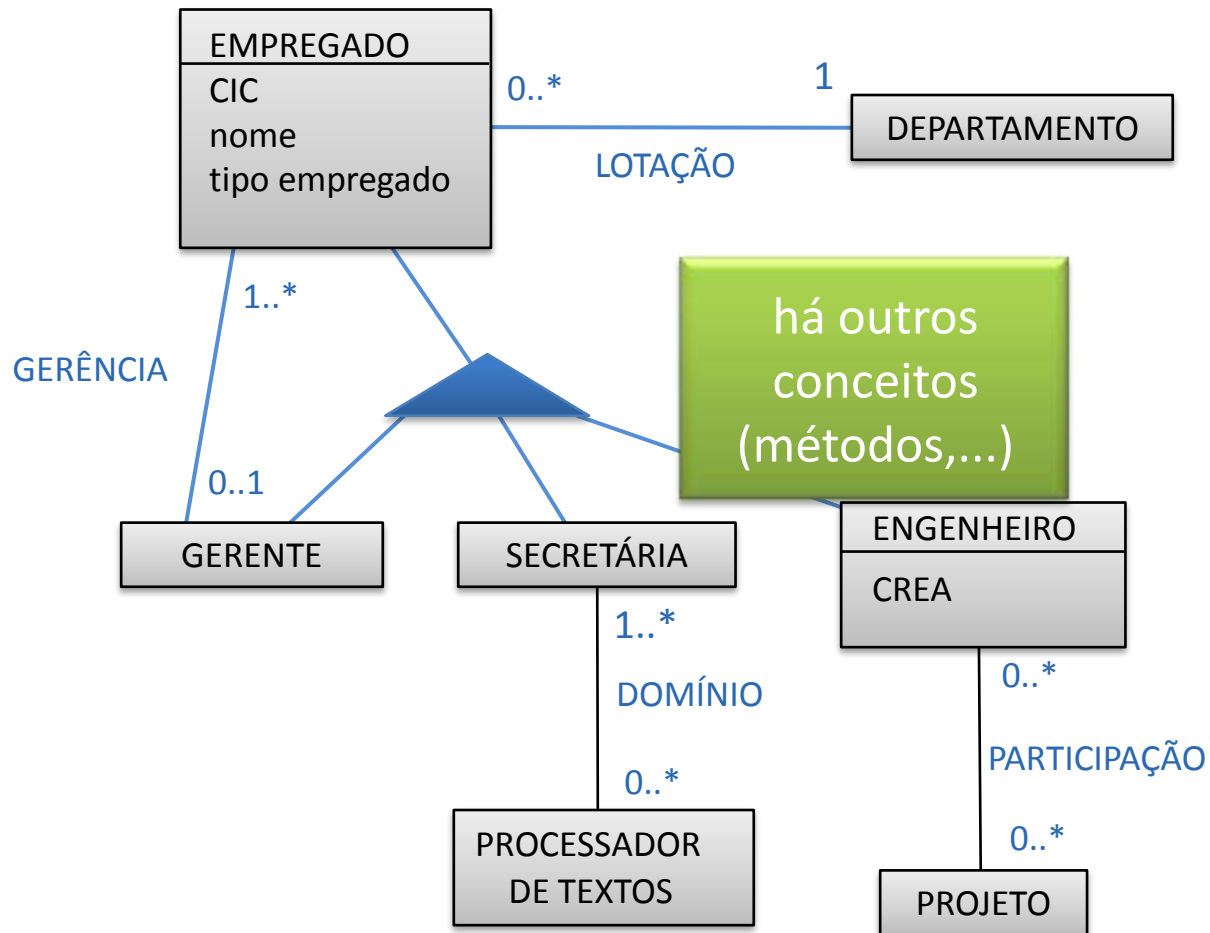 EMPREGADO
CIC
nome
tipo empregado
0..*
1
LOTAÇÃO
DEPARTAMENTO
1..*
GERÊNCIA
0..1
há outros
conceitos
(métodos,...)
GERENTE
SECRETÁRIA
ENGENHEIRO
CREA
1..*
DOMÍNIO
0..*
PROCESSADOR
DE TEXTOS
0..*
PARTICIPAÇÃO
0..*
PROJETO